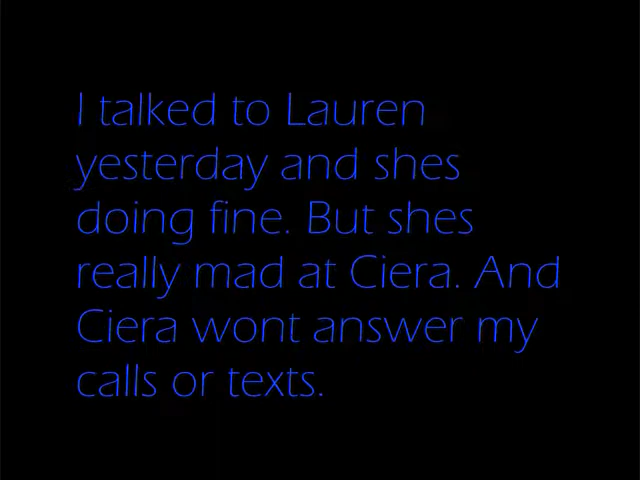 I talked to Lauren
yesterday and shes
doing fine. But shes
really mad at Ciera. And
Ciera wont answer my
calls or texts.